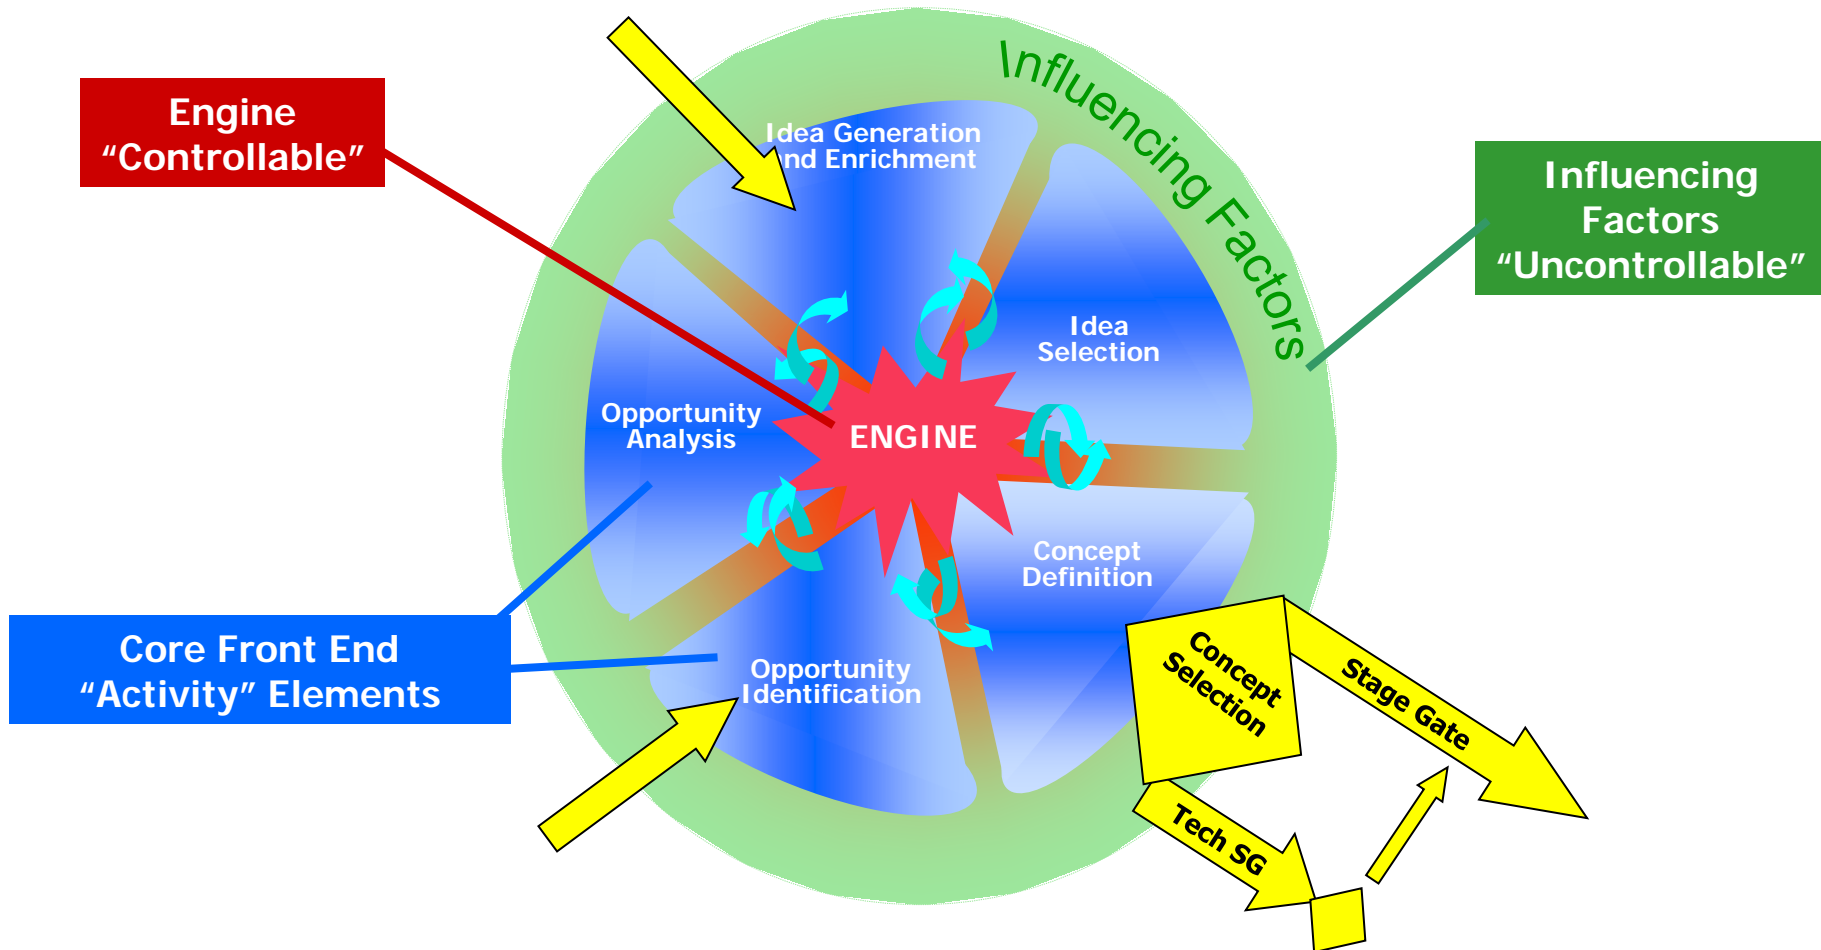 Engine
“Controllable”
Idea Generation
and Enrichment
Influencing Factors
Influencing
Factors
“Uncontrollable”
Idea
Selection
Opportunity
Analysis
ENGINE
Concept
Definition
Core Front End
“Activity” Elements
Opportunity
Identification
Concept
Selection
Stage Gate
Tech SG